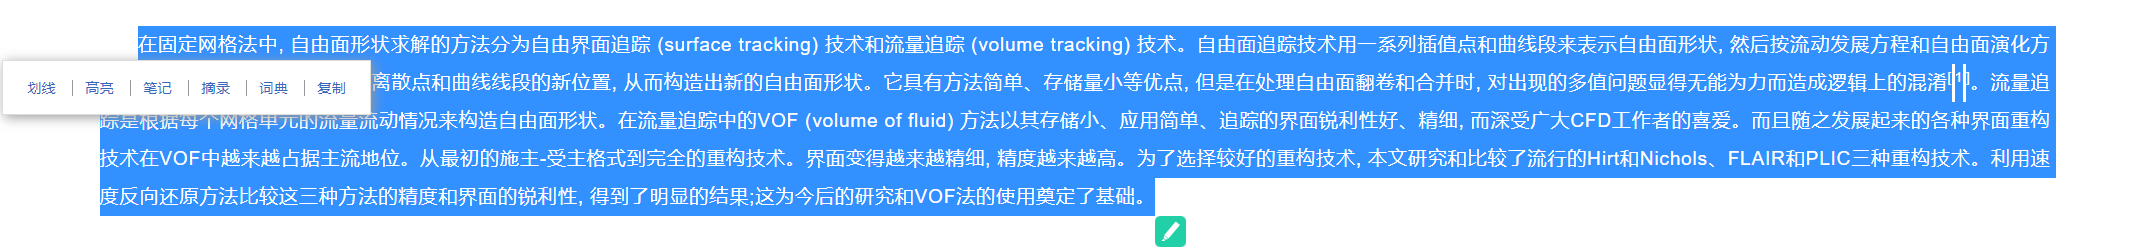 在固定网格法中, 自由面形状求解的方法分为自由界面追踪 (surface tracking) 技术和流量追踪 (volume tracking) 技术。自由面追踪技术用一系列插值点和曲线段来表示自由面形状, 然后按流动发展方程和自由面演化方
划线 高亮 笔记 摘录 词典 复制
离散点和曲线线段的新位置, 从而构造出新的自由面形状。它具有方法简单、存储量小等优点, 但是在处理自由面翻卷和合并时, 对出现的多值问题显得无能为力而造成逻辑上的混淆[1]。流量追
踪是根据每个网格单元的流量流动情况来构造自由面形状。在流量追踪中的VOF (volume of fluid) 方法以其存储小、应用简单、追踪的界面锐利性好、精细, 而深受广大CFD工作者的喜爱。而且随之发展起来的各种界面重构
技术在VOF中越来越占据主流地位。从最初的施主-受主格式到完全的重构技术。界面变得越来越精细, 精度越来越高。为了选择较好的重构技术, 本文研究和比较了流行的Hirt和Nichols、FLAIR和PLIC三种重构技术。利用速
度反向还原方法比较这三种方法的精度和界面的锐利性, 得到了明显的结果;这为今后的研究和VOF法的使用奠定了基础。